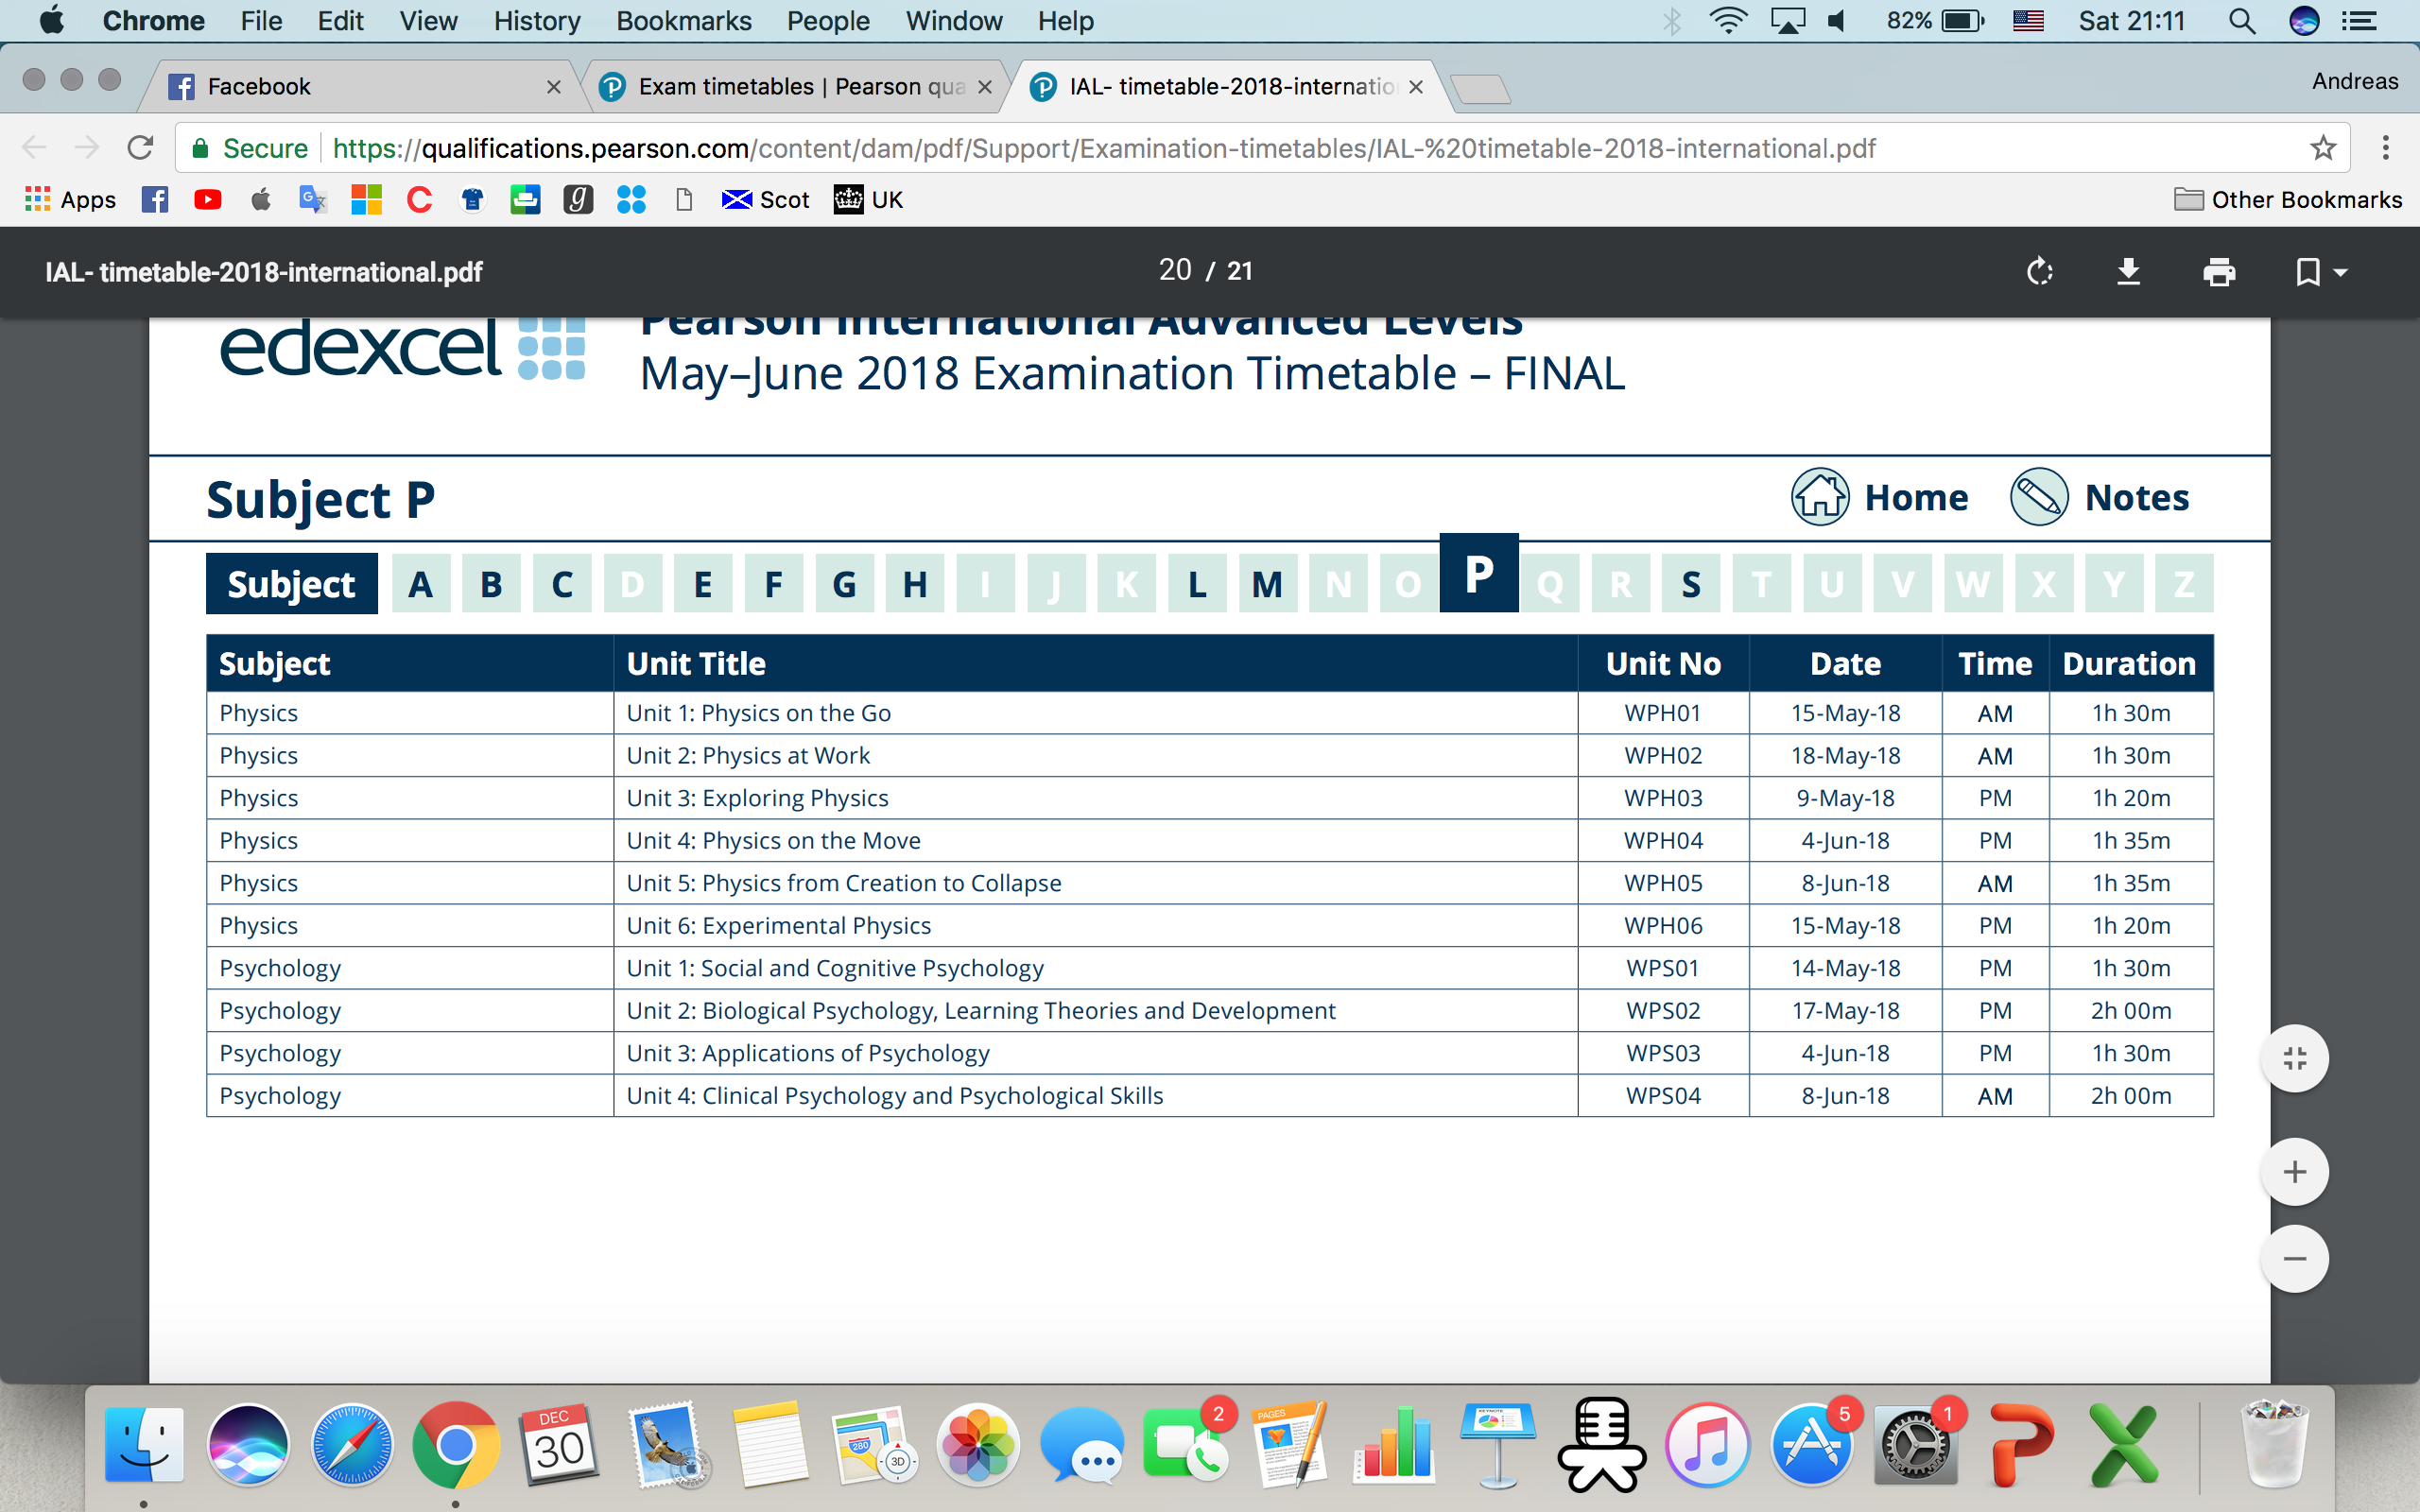 Chrome File Edit View History Bookmarks People Window Help 82% Sat 21:11
Facebook Exam timetables | Pearson qua IAL- timetable-2018-internatio Andreas
Secure https://qualifications.pearson.com/content/dam/pdf/Support/Examination-timetables/IAL-%20timetable-2018-international.pdf
Apps Scot UK Other Bookmarks
IAL- timetable-2018-international.pdf 20 / 21
edexcel Pearson International Advanced Levels
May–June 2018 Examination Timetable – FINAL
Subject P Home Notes
Subject A B C D E F G H I J K L M N O P Q R S T U V W X Y Z
Subject Unit Title Unit No Date Time Duration
Physics Unit 1: Physics on the Go WPH01 15-May-18 AM 1h 30m
Physics Unit 2: Physics at Work WPH02 18-May-18 AM 1h 30m
Physics Unit 3: Exploring Physics WPH03 9-May-18 PM 1h 20m
Physics Unit 4: Physics on the Move WPH04 4-Jun-18 PM 1h 35m
Physics Unit 5: Physics from Creation to Collapse WPH05 8-Jun-18 AM 1h 35m
Physics Unit 6: Experimental Physics WPH06 15-May-18 PM 1h 20m
Psychology Unit 1: Social and Cognitive Psychology WPS01 14-May-18 PM 1h 30m
Psychology Unit 2: Biological Psychology, Learning Theories and Development WPS02 17-May-18 PM 2h 00m
Psychology Unit 3: Applications of Psychology WPS03 4-Jun-18 PM 1h 30m
Psychology Unit 4: Clinical Psychology and Psychological Skills WPS04 8-Jun-18 AM 2h 00m
DEC 30 280 3D 2 PAGES KEYNOTE 5 1